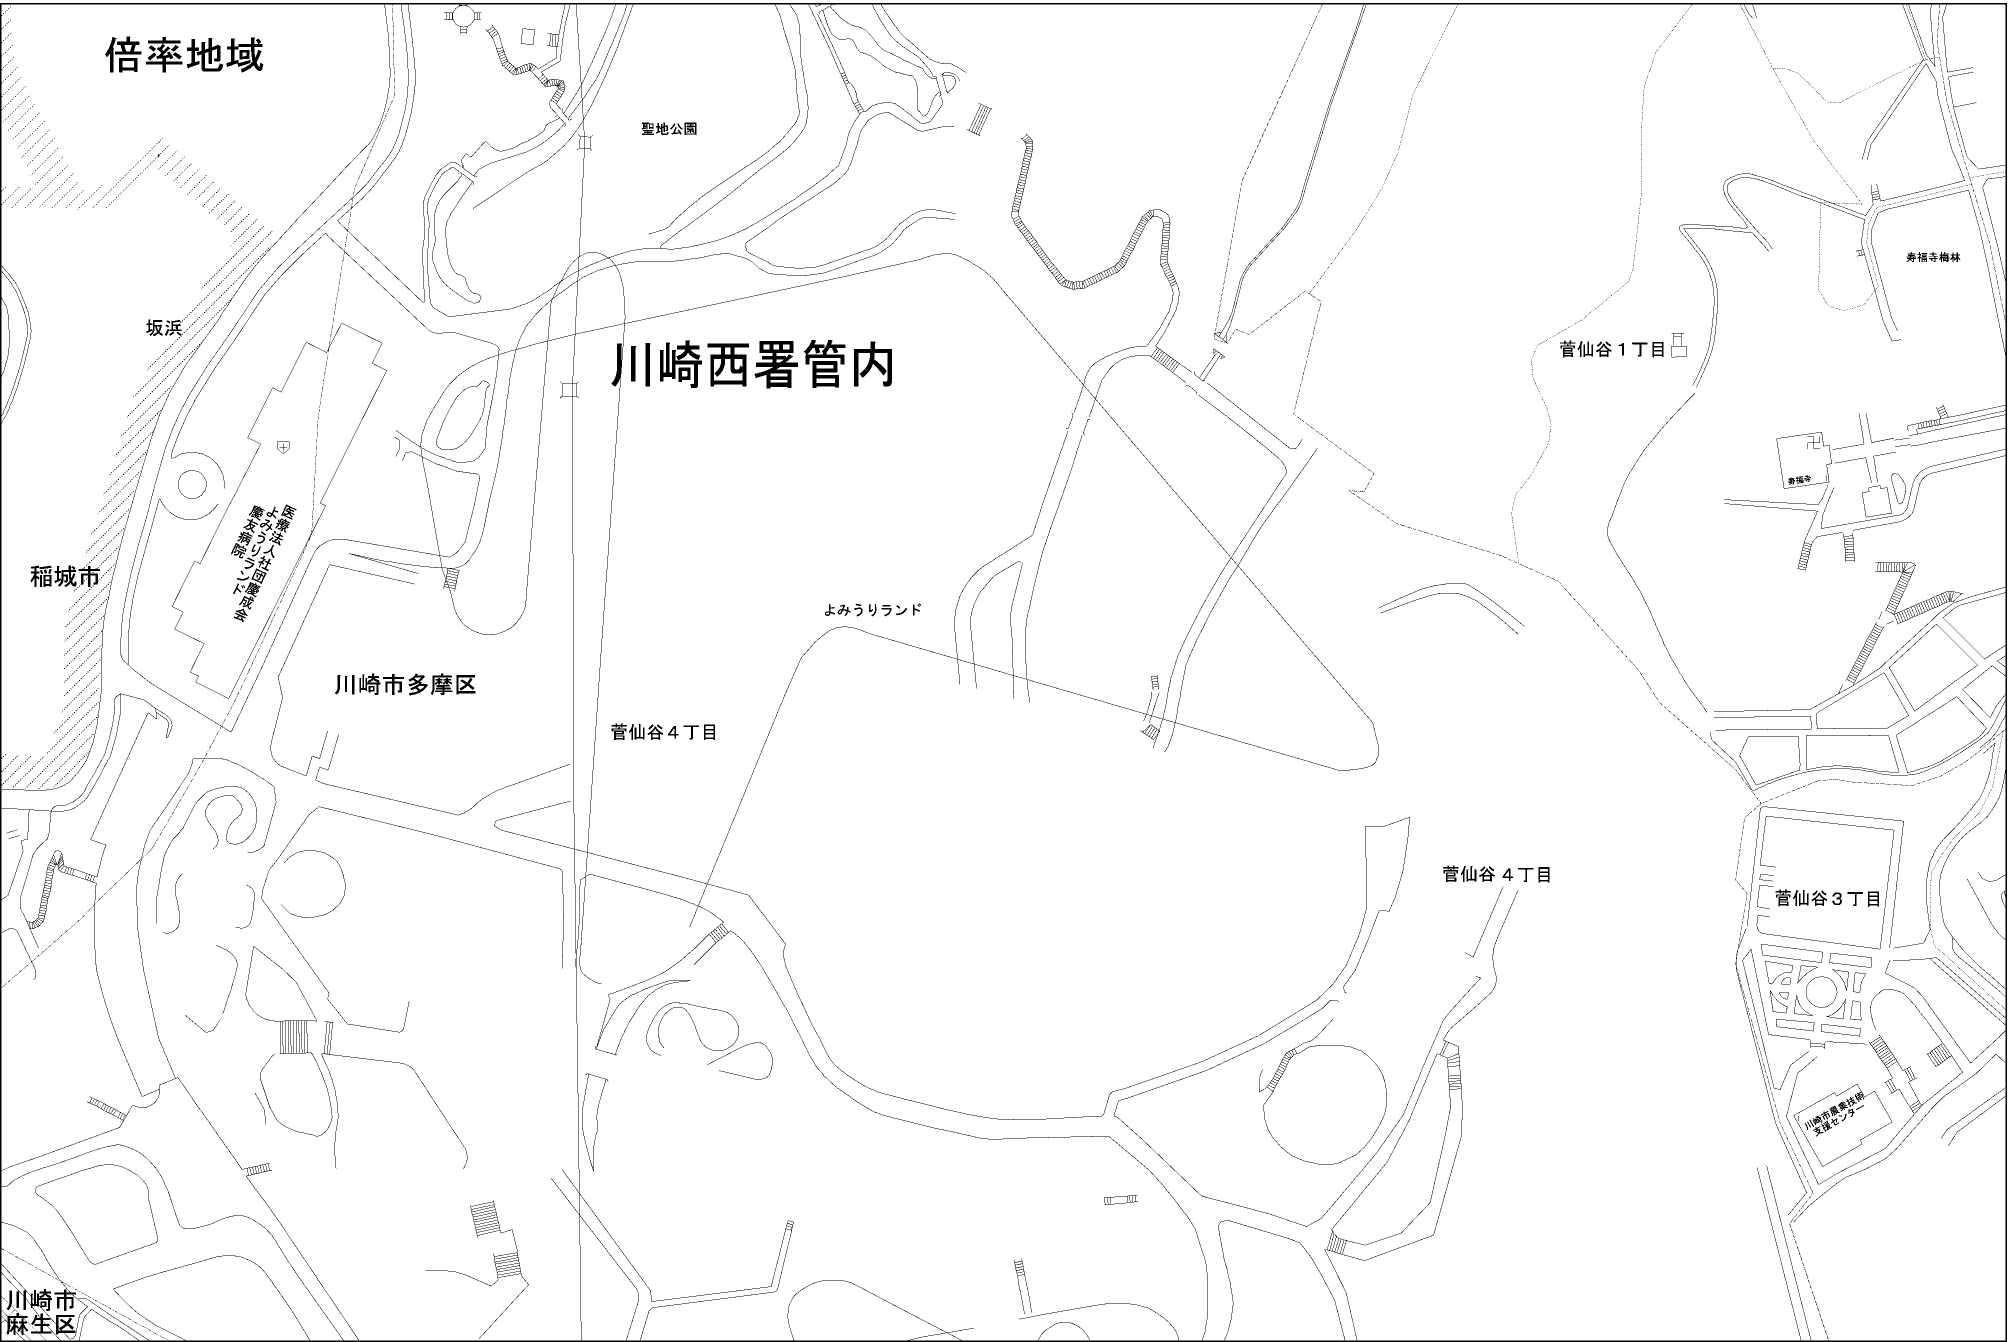 倍率地域
聖地公園
寿福寺梅林
坂浜
川崎西署管内
菅仙谷１丁目
寿福寺
医療法人社団慶成会
よみうりランド
慶友病院
稲城市
よみうりランド
川崎市多摩区
菅仙谷４丁目
菅仙谷４丁目
菅仙谷３丁目
川崎市農業技術
支援センター
川崎市
麻生区